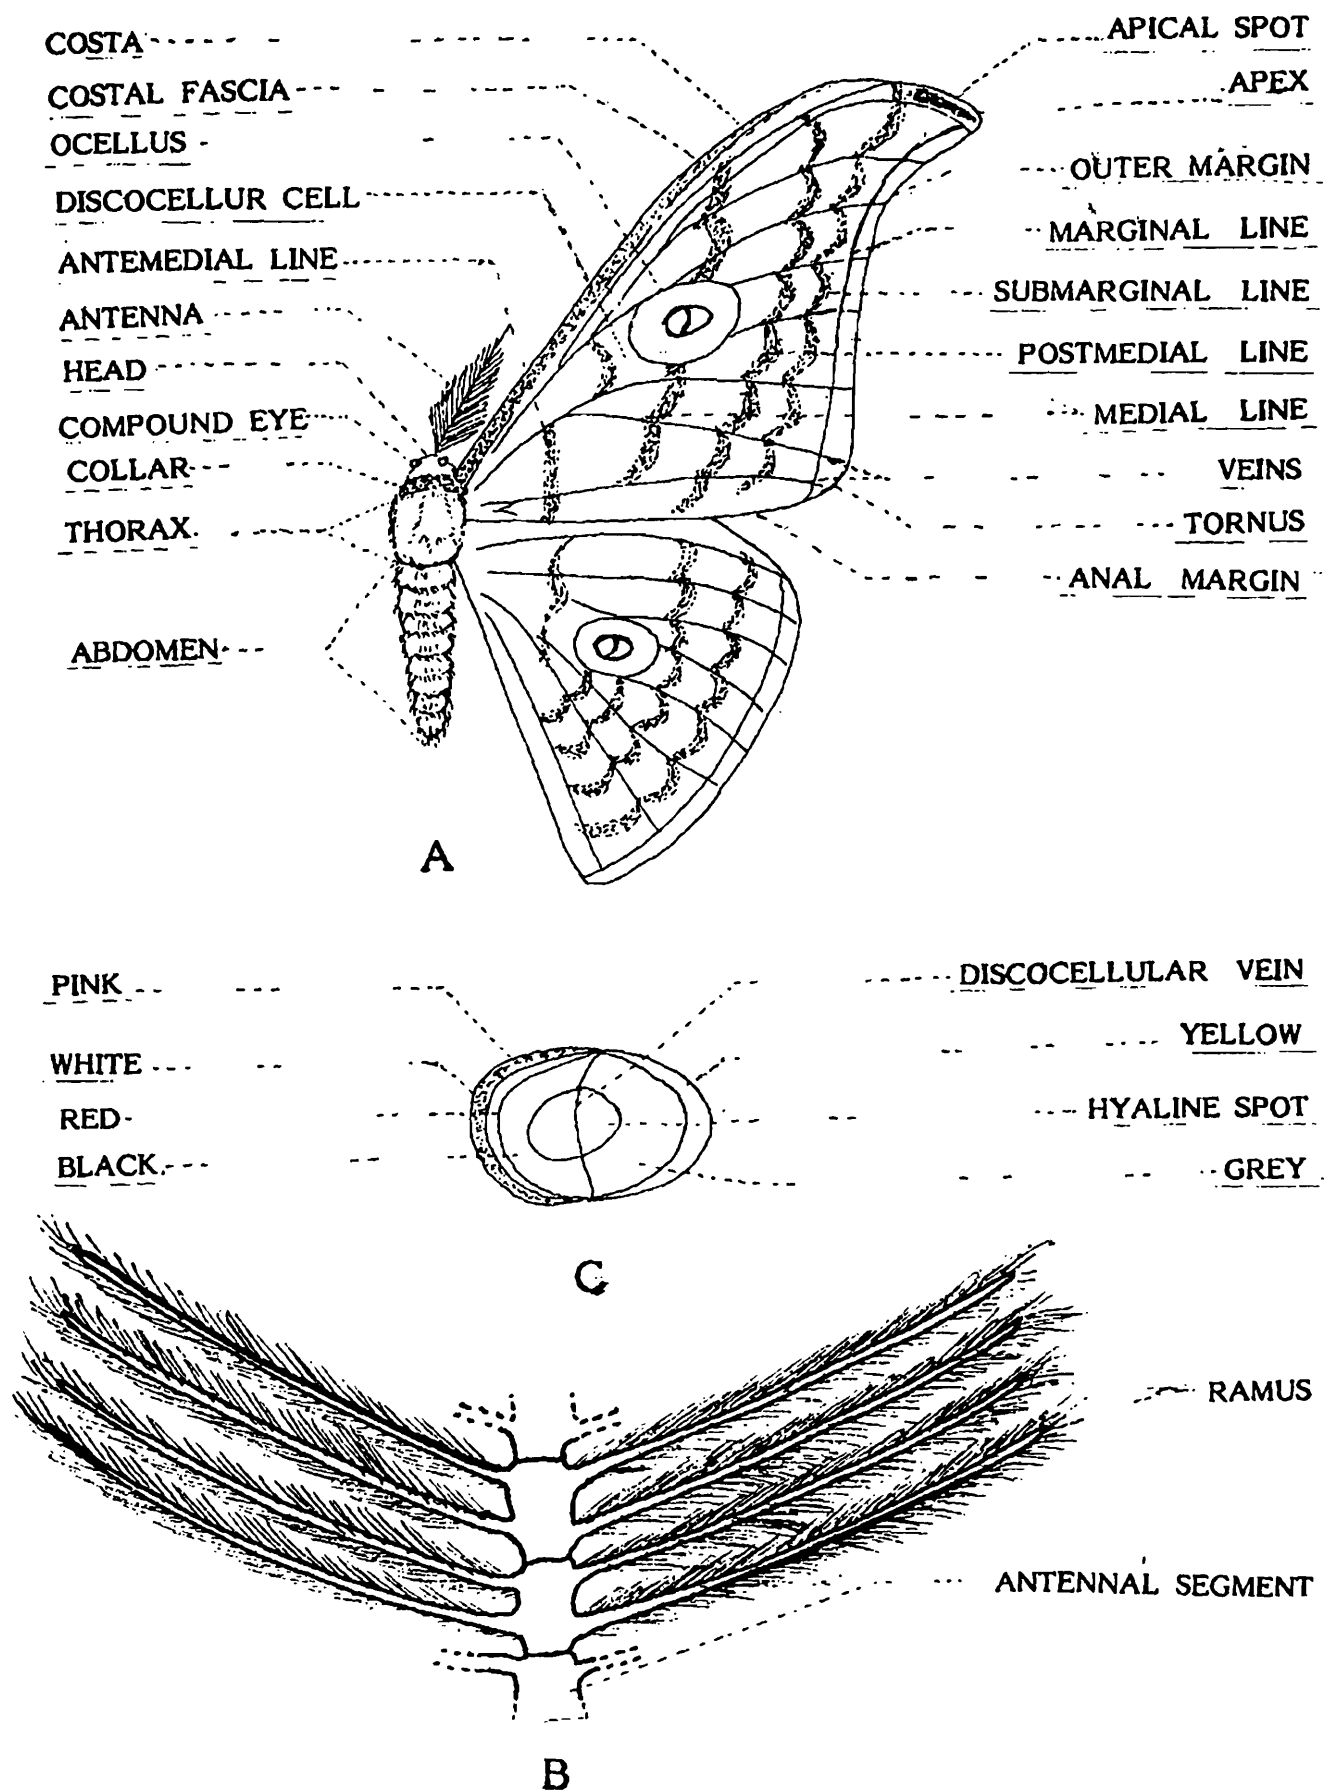 COSTA
COSTAL FASCIA
OCELLUS
DISCOCELLUR CELL
ANTEMEDIAL LINE
ANTENNA
HEAD
COMPOUND EYE
COLLAR
THORAX
ABDOMEN
APICAL SPOT
APEX
OUTER MARGIN
MARGINAL LINE
SUBMARGINAL LINE
POSTMEDIAL LINE
MEDIAL LINE
VEINS
TORNUS
ANAL MARGIN
A
PINK
WHITE
RED
BLACK
DISCOCELLULAR VEIN
YELLOW
HYALINE SPOT
GREY
C
RAMUS
ANTENNAL SEGMENT
B